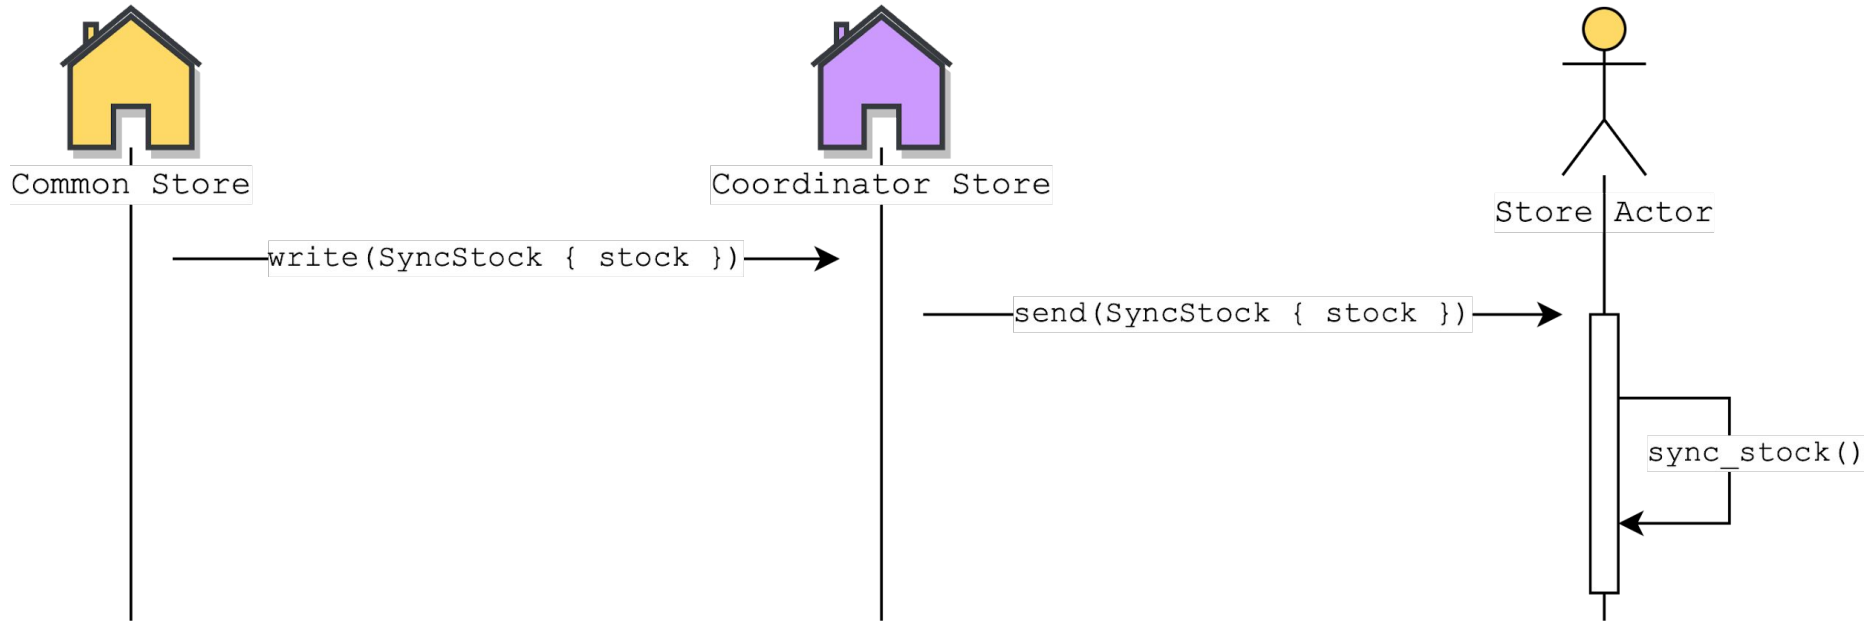 Common Store
Coordinator Store
Store Actor
write(SyncStock { stock })
send(SyncStock { stock })
sync_stock()